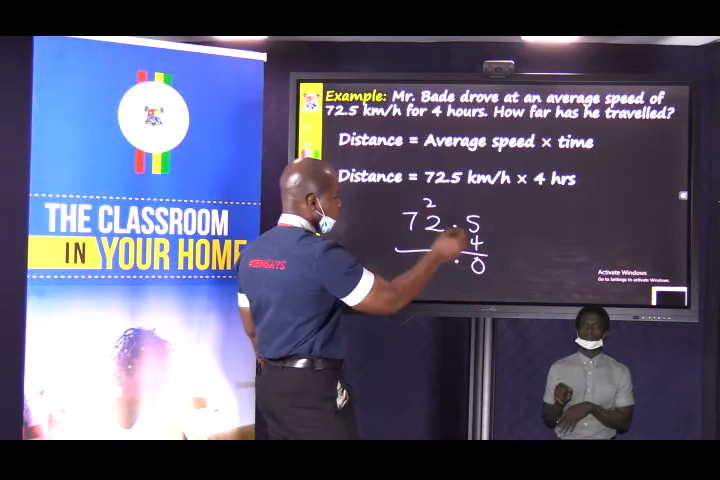 THE CLASSROOM
IN YOUR HOME
Example: Mr. Bade drove at an average speed of
72.5 km/h for 4 hours. How far has he travelled?
Distance = Average speed × time
Distance = 72.5 km/h × 4 hrs
2
72.5
4
.0
Activate Windows
Go to Settings to activate Windows.